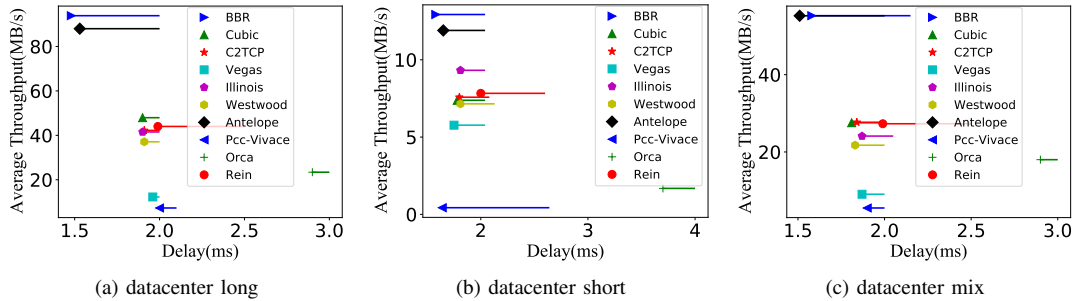 Average Throughput(MB/s)
80
60
40
20
1.5
2.0
2.5
3.0
Delay(ms)
BBR
Cubic
C2TCP
Vegas
Illinois
Westwood
Antelope
Pcc-Vivace
Orca
Rein
(a) datacenter long
Average Throughput(MB/s)
10
5
0
2
3
4
Delay(ms)
BBR
Cubic
C2TCP
Vegas
Illinois
Westwood
Antelope
Pcc-Vivace
Orca
Rein
(b) datacenter short
Average Throughput(MB/s)
40
20
1.5
2.0
2.5
3.0
Delay(ms)
BBR
Cubic
C2TCP
Vegas
Illinois
Westwood
Antelope
Pcc-Vivace
Orca
Rein
(c) datacenter mix